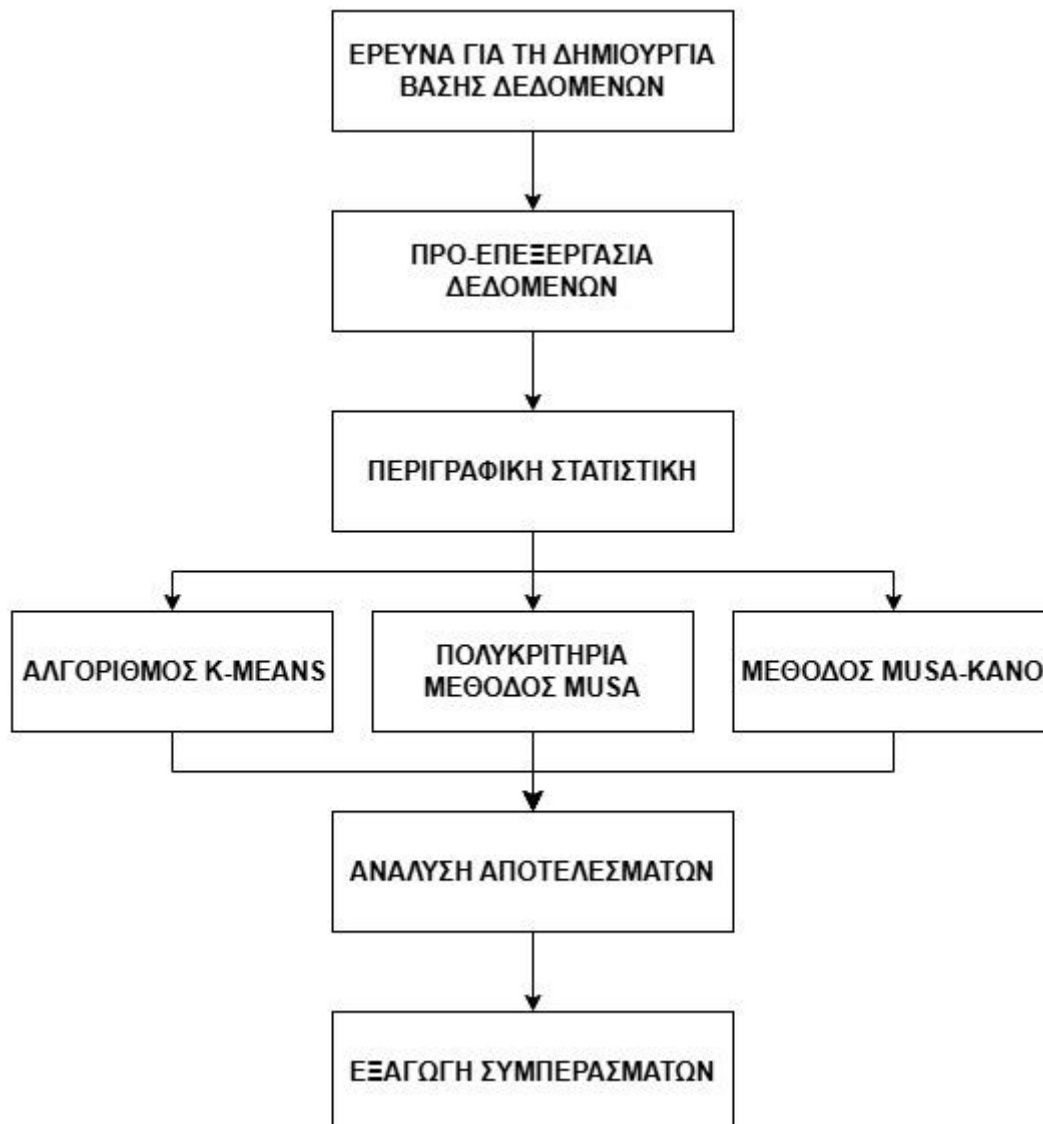 ΕΡΕΥΝΑ ΓΙΑ ΤΗ ΔΗΜΙΟΥΡΓΙΑ
ΒΑΣΗΣ ΔΕΔΟΜΕΝΩΝ
ΠΡΟ-ΕΠΕΞΕΡΓΑΣΙΑ
ΔΕΔΟΜΕΝΩΝ
ΠΕΡΙΓΡΑΦΙΚΗ ΣΤΑΤΙΣΤΙΚΗ
ΑΛΓΟΡΙΘΜΟΣ K-MEANS
ΠΟΛΥΚΡΙΤΗΡΙΑ
ΜΕΘΟΔΟΣ MUSA
ΜΕΘΟΔΟΣ MUSA-KANO
ΑΝΑΛΥΣΗ ΑΠΟΤΕΛΕΣΜΑΤΩΝ
ΕΞΑΓΩΓΗ ΣΥΜΠΕΡΑΣΜΑΤΩΝ